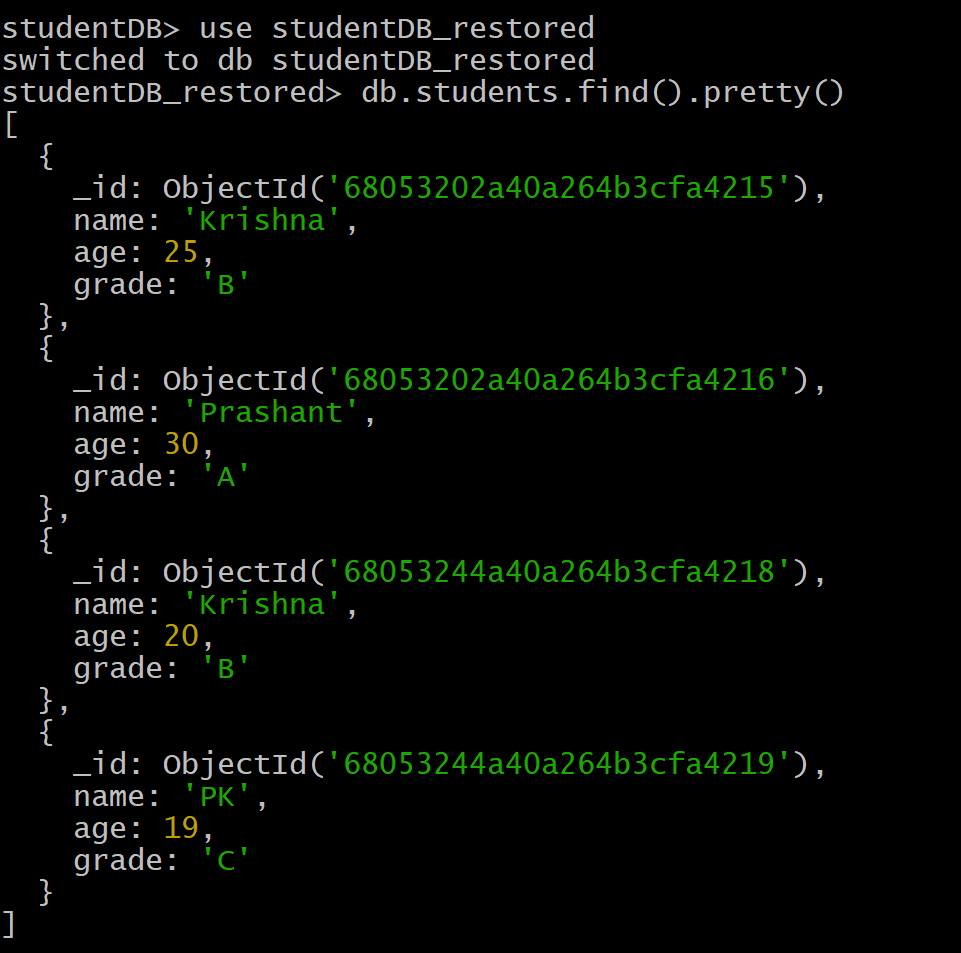 studentDB> use studentDB_restored
switched to db studentDB_restored
studentDB_restored> db.students.find().pretty()
[
  {
    _id: ObjectId('68053202a40a264b3cfa4215'),
    name: 'Krishna',
    age: 25,
    grade: 'B'
  },
  {
    _id: ObjectId('68053202a40a264b3cfa4216'),
    name: 'Prashant',
    age: 30,
    grade: 'A'
  },
  {
    _id: ObjectId('68053244a40a264b3cfa4218'),
    name: 'Krishna',
    age: 20,
    grade: 'B'
  },
  {
    _id: ObjectId('68053244a40a264b3cfa4219'),
    name: 'PK',
    age: 19,
    grade: 'C'
  }
]